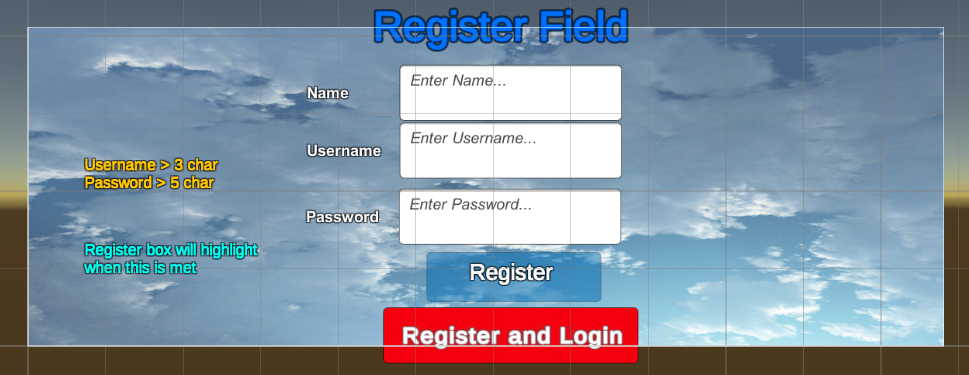 Register Field
Name
Enter Name...
Username
Enter Username...
Username > 3 char
Password > 5 char
Password
Enter Password...
Register box will highlight
when this is met
Register
Register and Login